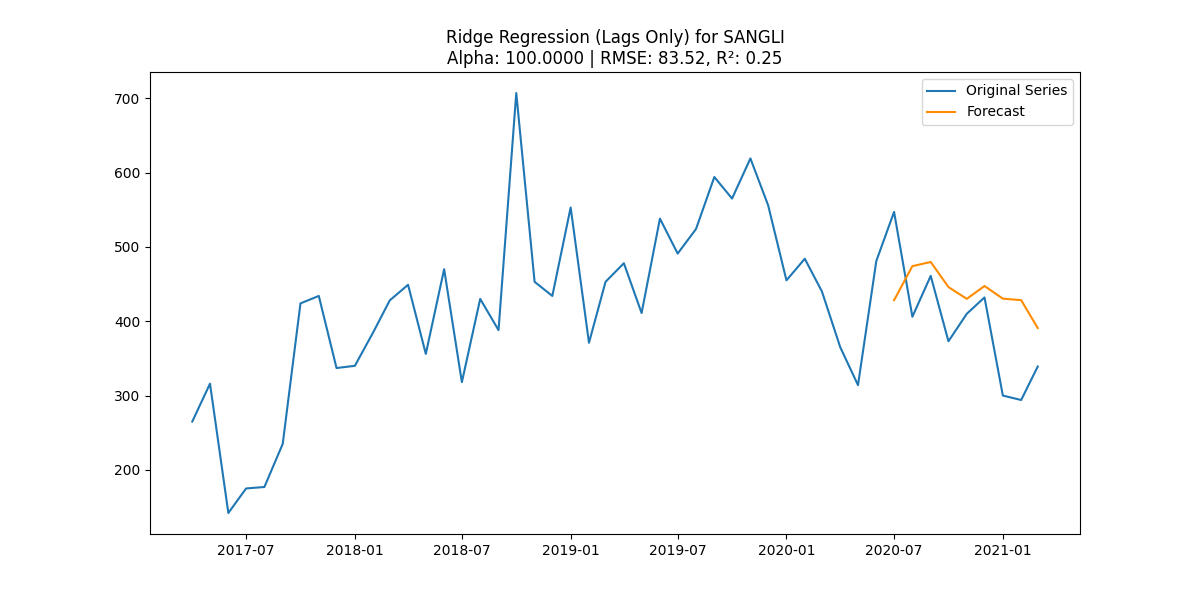 Ridge Regression (Lags Only) for SANGLI
Alpha: 100.0000 | RMSE: 83.52, R²: 0.25
Original Series
Forecast
700
600
500
400
300
200
2017-07 2018-01 2018-07 2019-01 2019-07 2020-01 2020-07 2021-01